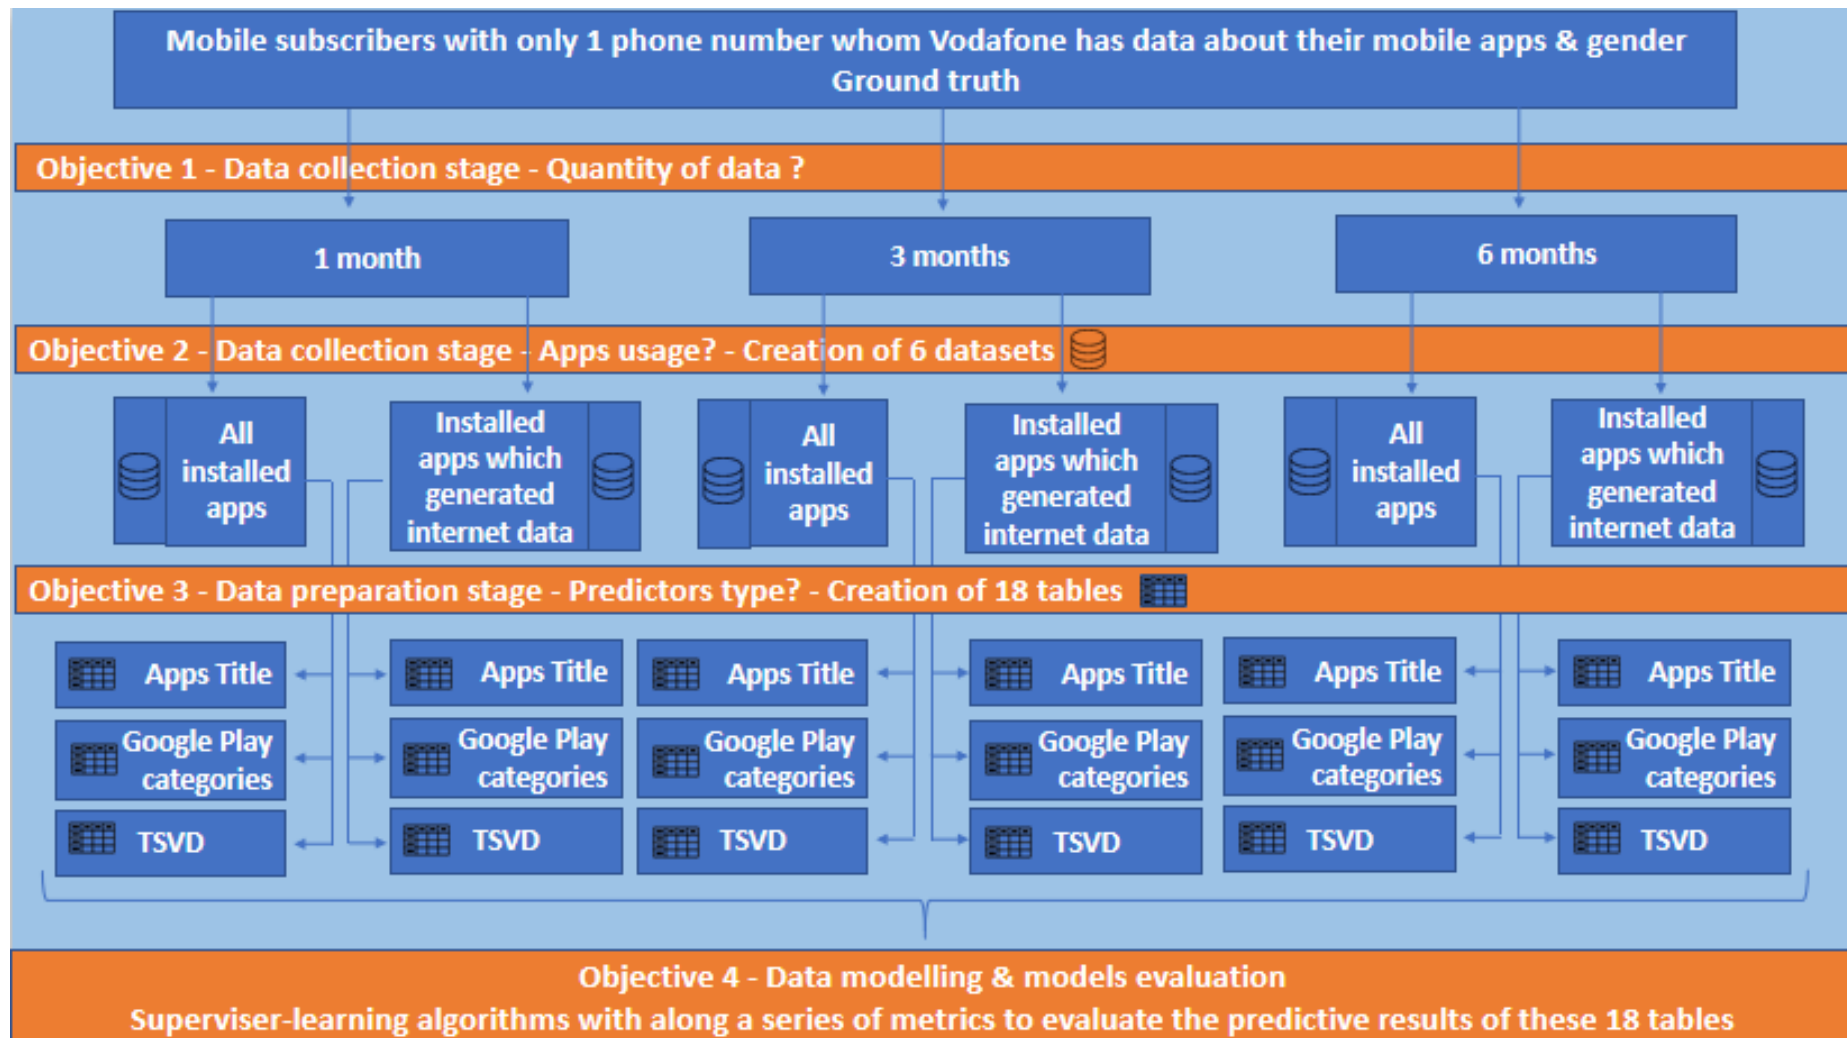 Mobile subscribers with only 1 phone number whom Vodafone has data about their mobile apps & gender
Ground truth
Objective 1 - Data collection stage - Quantity of data ?
1 month
3 months
6 months
Objective 2 - Data collection stage - Apps usage? - Creation of 6 datasets
All
installed
apps
Installed
apps which
generated
internet data
All
installed
apps
Installed
apps which
generated
internet data
All
installed
apps
Installed
apps which
generated
internet data
Objective 3 - Data preparation stage - Predictors type? - Creation of 18 tables
Apps Title
Apps Title
Apps Title
Apps Title
Apps Title
Apps Title
Google Play
categories
Google Play
categories
Google Play
categories
Google Play
categories
Google Play
categories
Google Play
categories
TSVD
TSVD
TSVD
TSVD
TSVD
TSVD
Objective 4 - Data modelling & models evaluation
Superviser-learning algorithms with along a series of metrics to evaluate the predictive results of these 18 tables